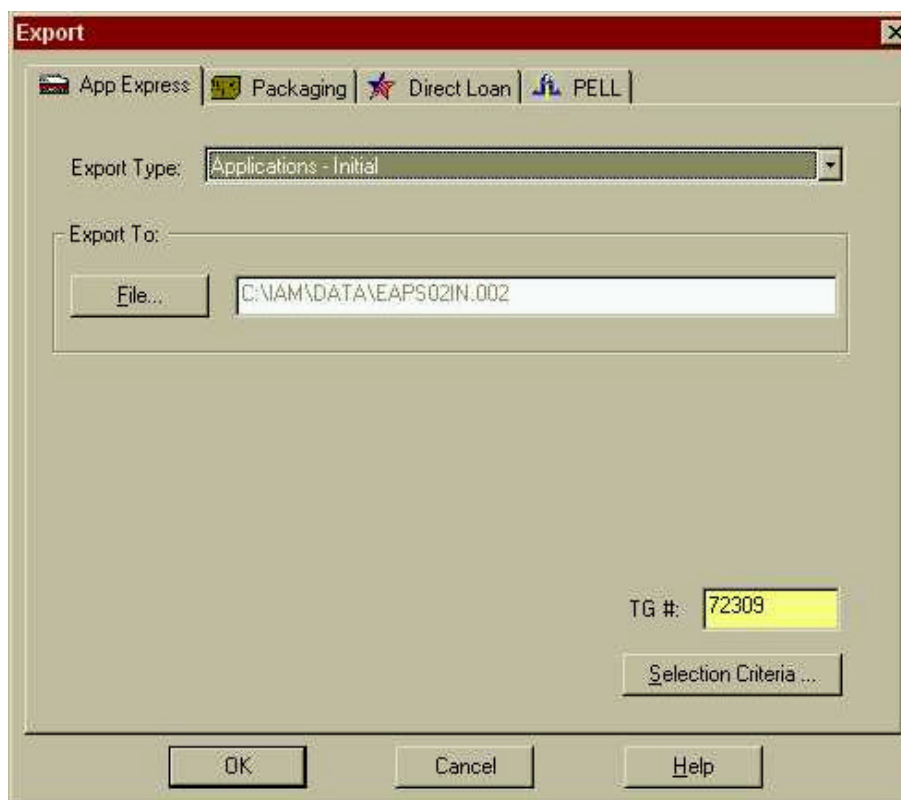 Export
App Express Packaging Direct Loan PELL
Export Type: Applications - Initial
Export To:
File... C:\IAM\DATA\EAPS02IN.002
TG #: 72309
Selection Criteria ...
OK Cancel Help